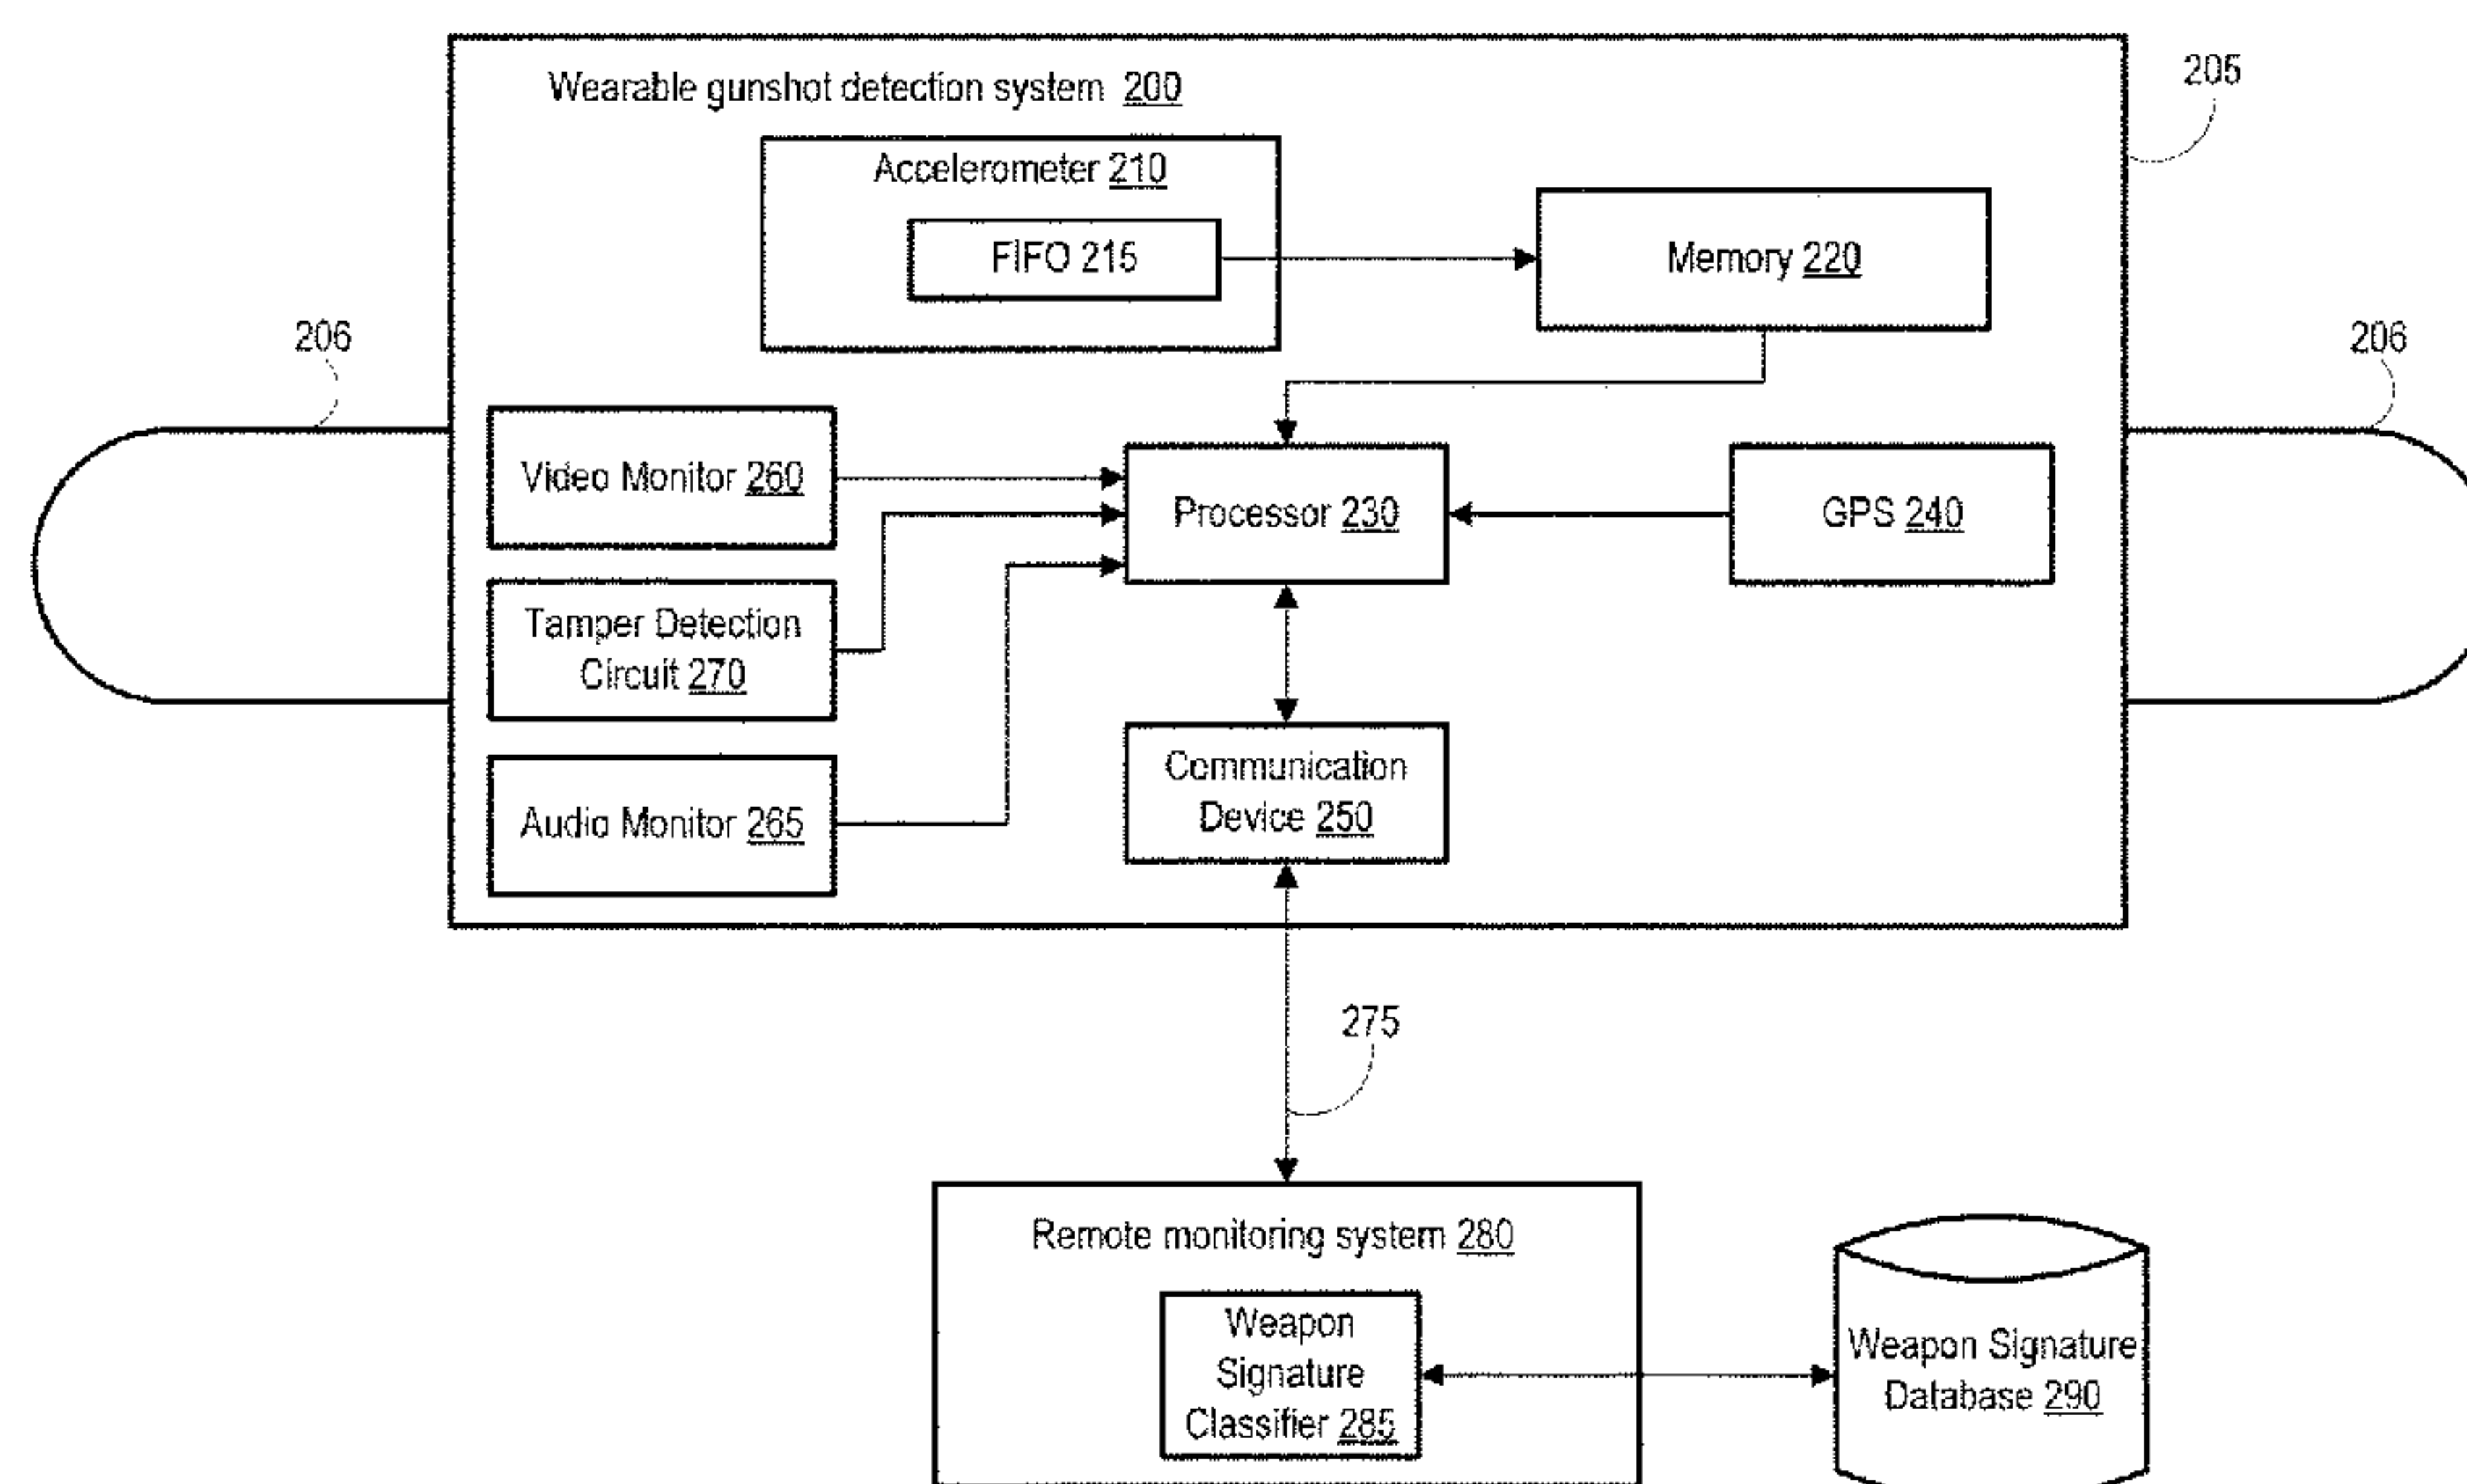 Wearable gunshot detection system 200
205
Accelerometer 210
FIFO 215
Memory 220
206
206
Video Monitor 260
Processor 230
GPS 240
Tamper Detection
Circuit 270
Communication
Device 250
Audio Monitor 265
275
Remote monitoring system 280
Weapon
Signature
Classifier 285
Weapon Signature
Database 290